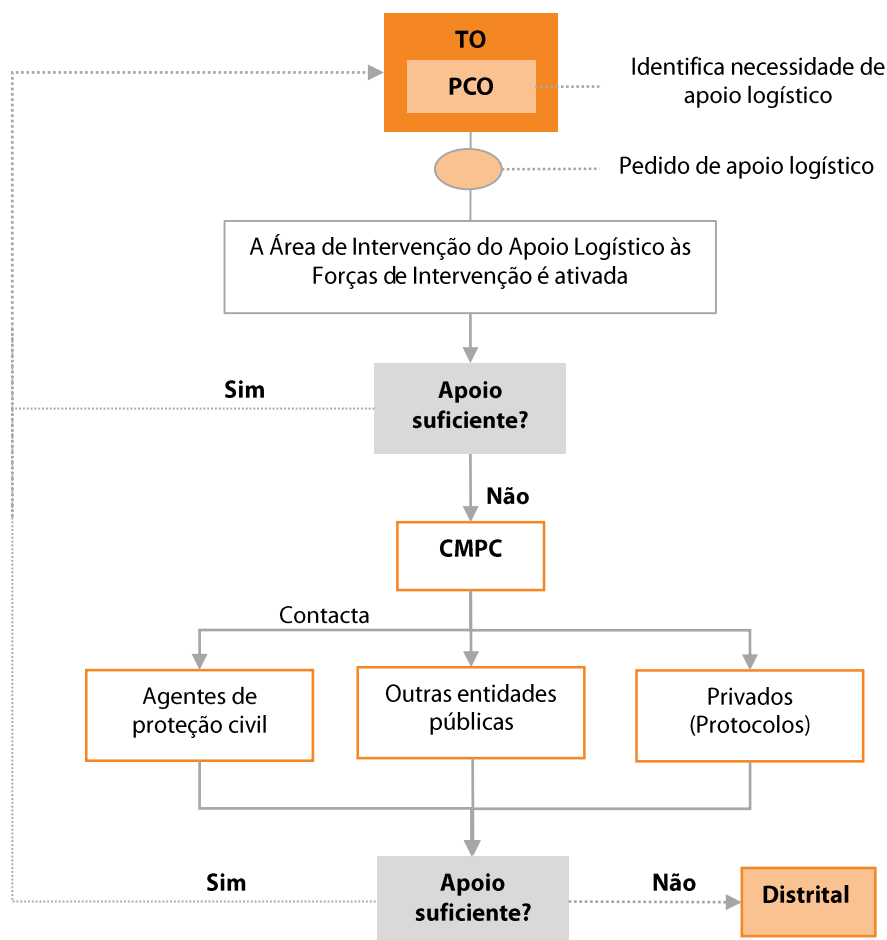 TO
PCO
Identifica necessidade de
apoio logístico
Pedido de apoio logístico
A Área de Intervenção do Apoio Logístico às
Forças de Intervenção é ativada
Sim
Apoio
suficiente?
Não
CMPC
Contacta
Agentes de
proteção civil
Outras entidades
públicas
Privados
(Protocolos)
Sim
Apoio
suficiente?
Não
Distrital